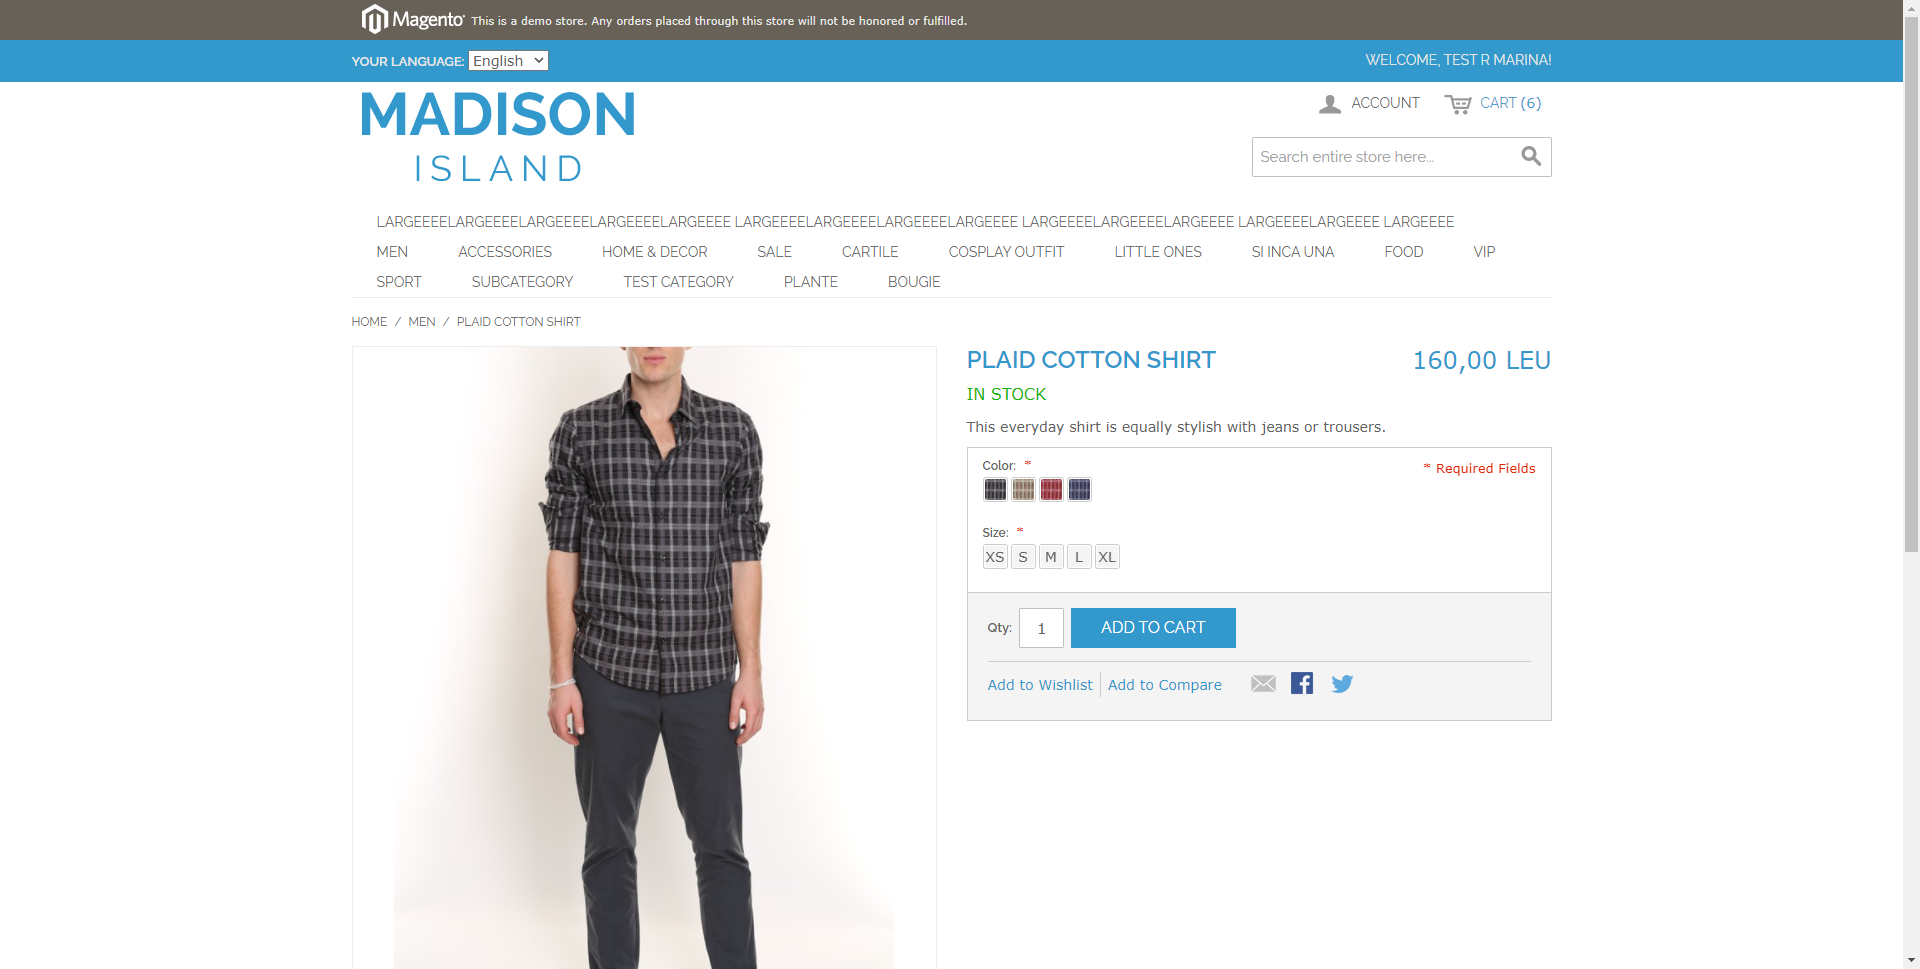 Magento® This is a demo store. Any orders placed through this store will not be honored or fulfilled.
YOUR LANGUAGE: English WELCOME, TEST R MARINA!
MADISON
ISLAND
ACCOUNT CART (6)
Search entire store here...
LARGEEEELARGEEEELARGEEEELARGEEEELARGEEEE LARGEEEELARGEEEELARGEEEELARGEEEE LARGEEEELARGEEEELARGEEEE LARGEEEELARGEEEE LARGEEEE
MEN ACCESSORIES HOME & DECOR SALE CARTILE COSPLAY OUTFIT LITTLE ONES SI INCA UNA FOOD VIP
SPORT SUBCATEGORY TEST CATEGORY PLANTE BOUGIE
HOME / MEN / PLAID COTTON SHIRT
PLAID COTTON SHIRT 160,00 LEU
IN STOCK
This everyday shirt is equally stylish with jeans or trousers.
Color: * * Required Fields
Size: *
XS S M L XL
Qty: 1 ADD TO CART
Add to Wishlist Add to Compare